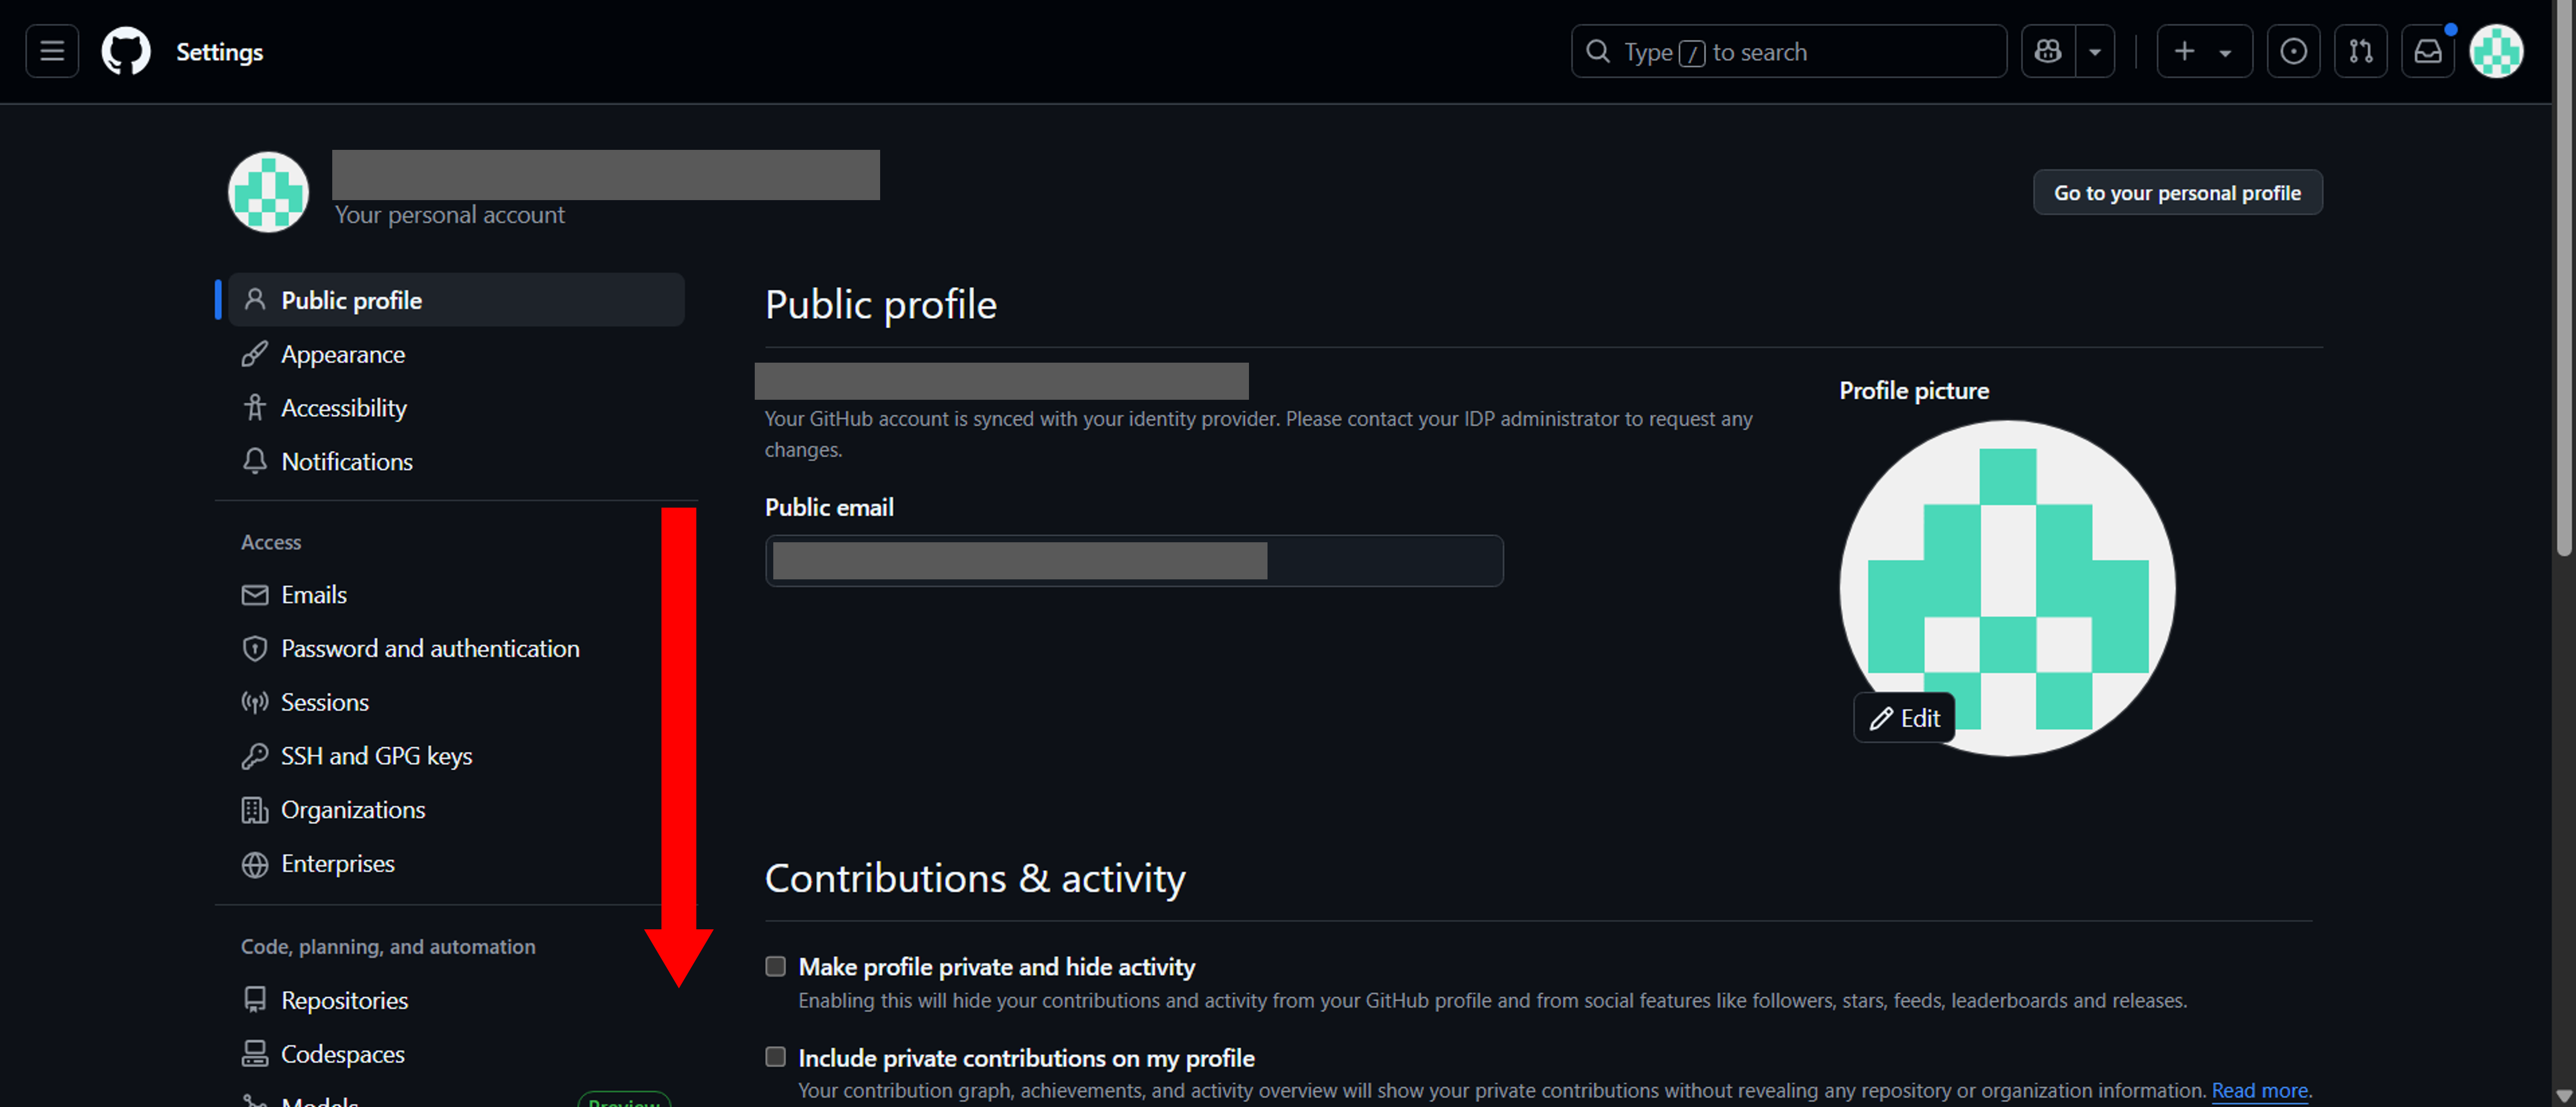 Settings
Type / to search
Your personal account
Go to your personal profile
Public profile
Appearance
Accessibility
Notifications
Access
Emails
Password and authentication
Sessions
SSH and GPG keys
Organizations
Enterprises
Code, planning, and automation
Repositories
Codespaces
Models
Preview
Public profile
Your GitHub account is synced with your identity provider. Please contact your IDP administrator to request any
changes.
Public email
Profile picture
Edit
Contributions & activity
Make profile private and hide activity
Enabling this will hide your contributions and activity from your GitHub profile and from social features like followers, stars, feeds, leaderboards and releases.
Include private contributions on my profile
Your contribution graph, achievements, and activity overview will show your private contributions without revealing any repository or organization information. Read more.